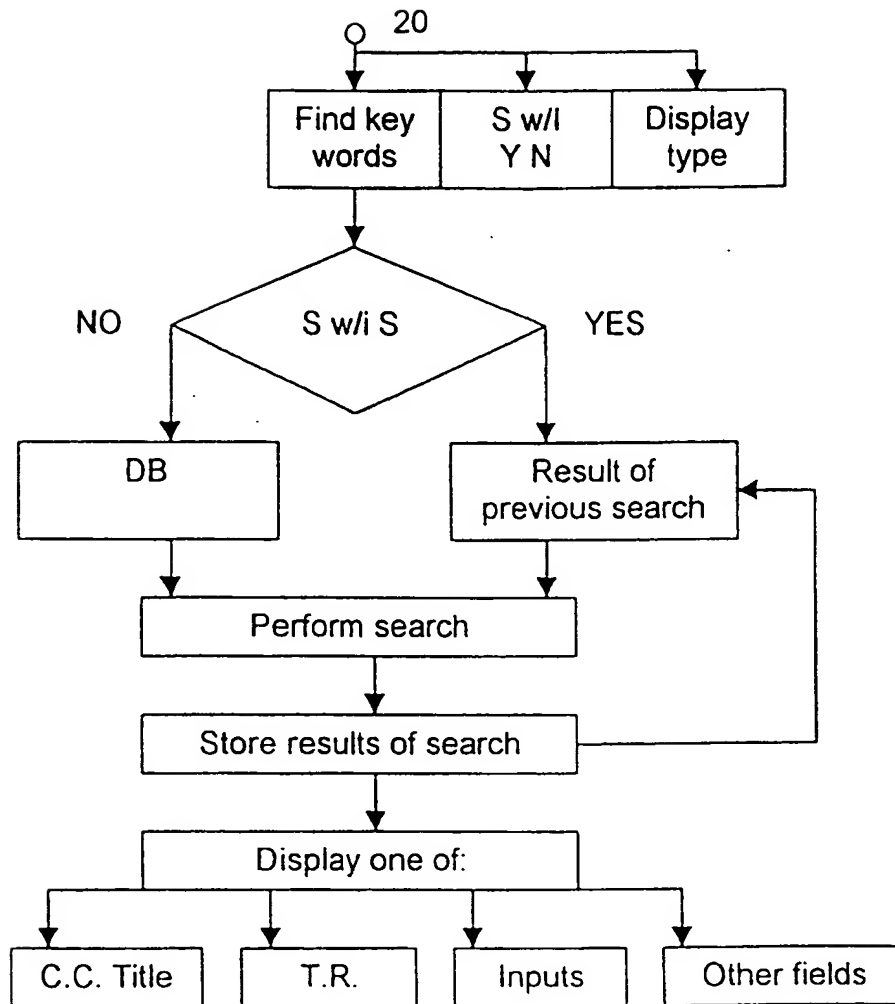 20
Find key
words
S w/I
Y N
Display
type
NO
S w/i S
YES
DB
Result of
previous search
Perform search
Store results of search
Display one of:
C.C. Title
T.R.
Inputs
Other fields